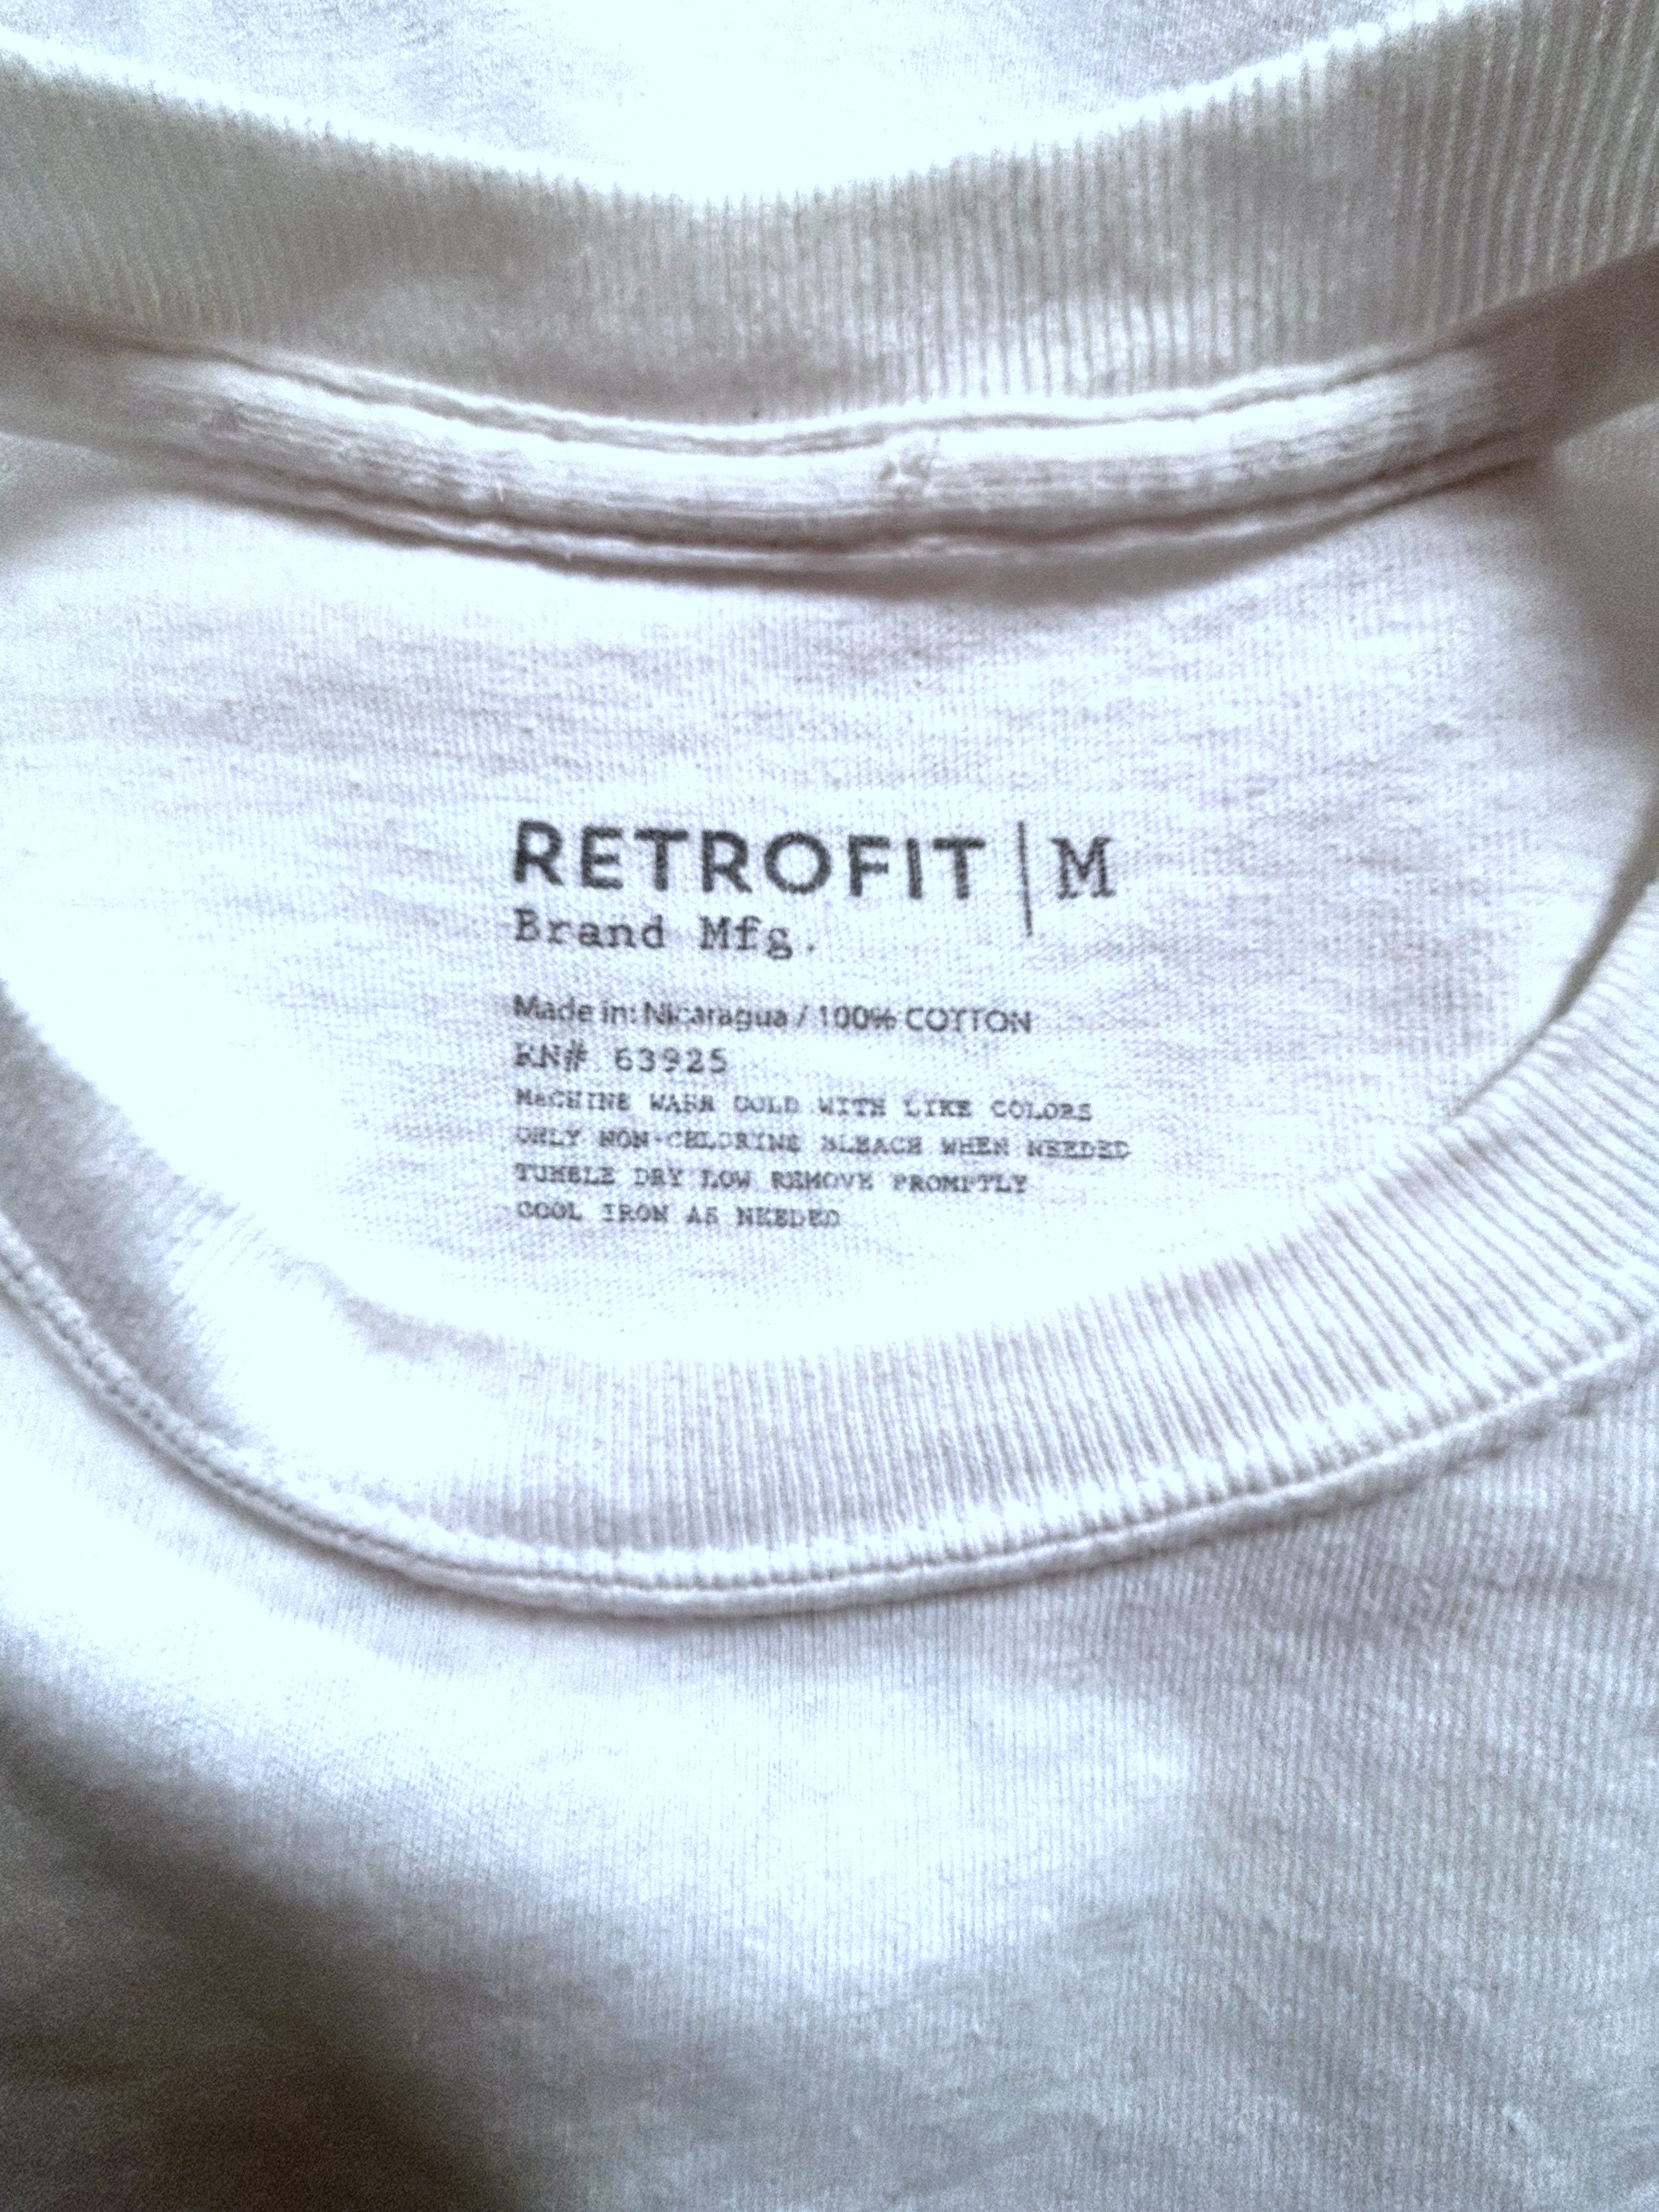 RETROFIT | M
Brand Mfg.
Made in: Nicaragua / 100% COTTON
RN# 63925
MACHINE WASH COLD WITH LIKE COLORS
ONLY NON-CHLORINE BLEACH WHEN NEEDED
TUMBLE DRY LOW REMOVE PROMPTLY
COOL IRON AS NEEDED